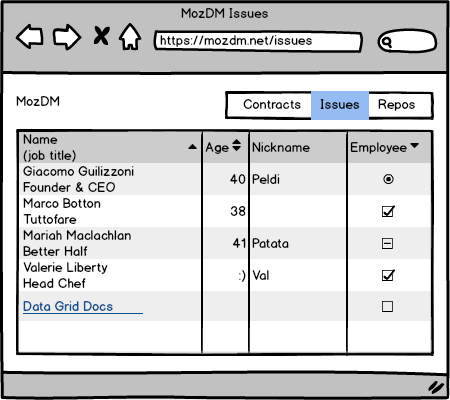 MozDM Issues
https://mozdm.net/issues
MozDM
Contracts Issues Repos
Name
(job title)
Age Nickname Employee
Giacomo Guilizzoni
Founder & CEO
40 Peldi
Marco Botton
Tuttofare
38
Mariah Maclachlan
Better Half
41 Patata
Valerie Liberty
Head Chef
:) Val
Data Grid Docs